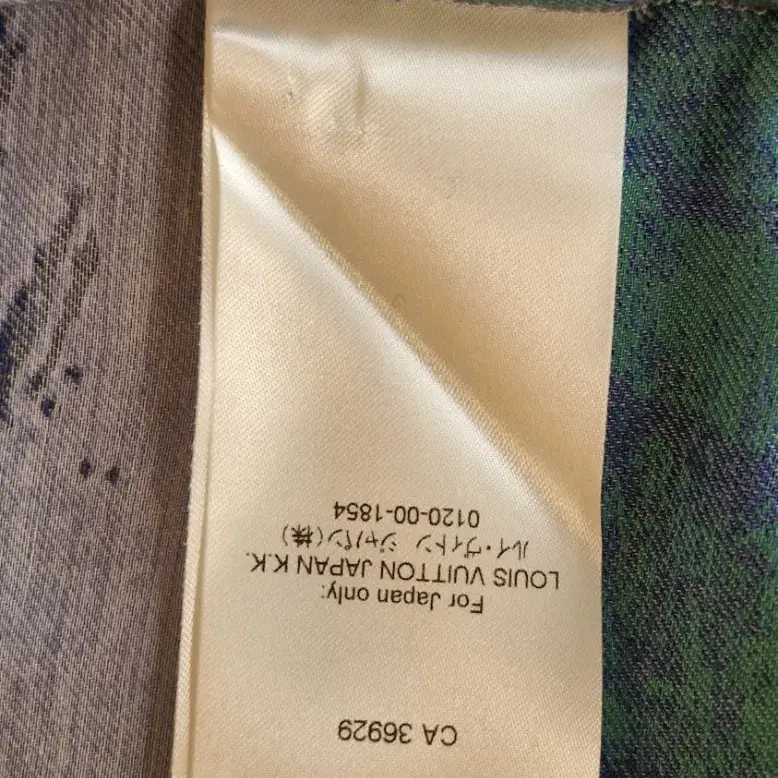 CA 36929
For Japan only:
LOUIS VUITTON JAPAN K.K.
ルイ・ヴィトン ジャパン(株)
0120-00-1854